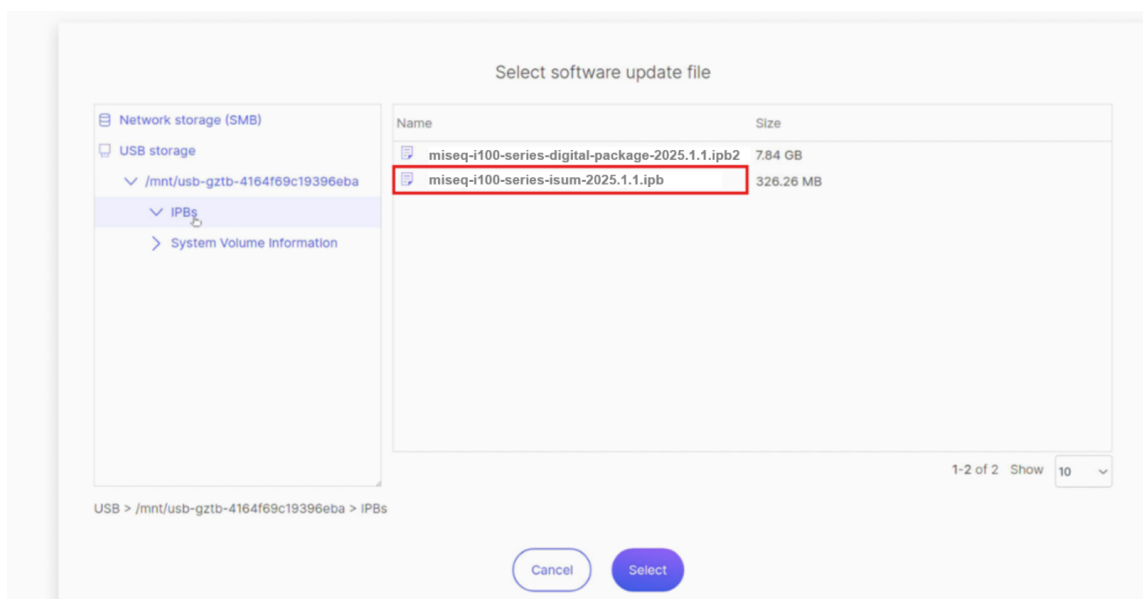 Select software update file
Network storage (SMB)
USB storage
/mnt/usb-gztb-4164f69c19396eba
IPBs
System Volume Information
Name Size
miseq-i100-series-digital-package-2025.1.1.ipb2 7.84 GB
miseq-i100-series-isum-2025.1.1.ipb 326.26 MB
1-2 of 2 Show 10
USB > /mnt/usb-gztb-4164f69c19396eba > IPBs
Cancel Select